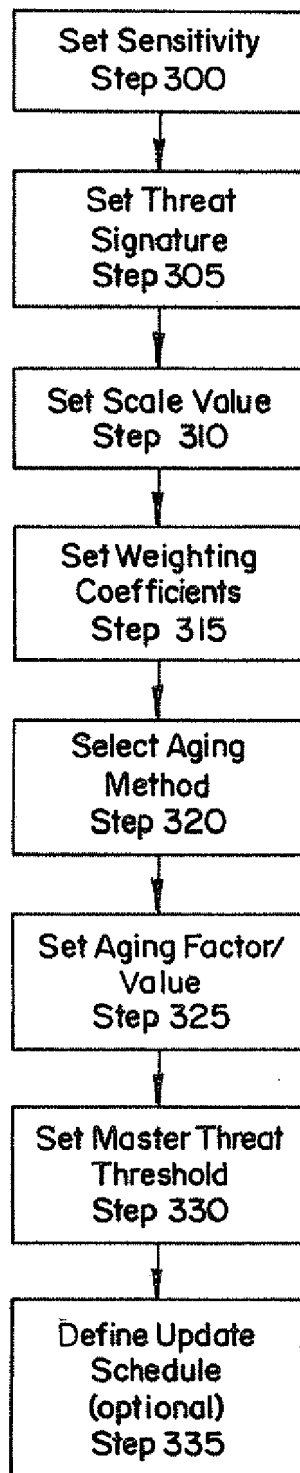 Set Sensitivity
Step 300
Set Threat
Signature
Step 305
Set Scale Value
Step 310
Set Weighting
Coefficients
Step 315
Select Aging
Method
Step 320
Set Aging Factor/
Value
Step 325
Set Master Threat
Threshold
Step 330
Define Update
Schedule
(optional)
Step 335